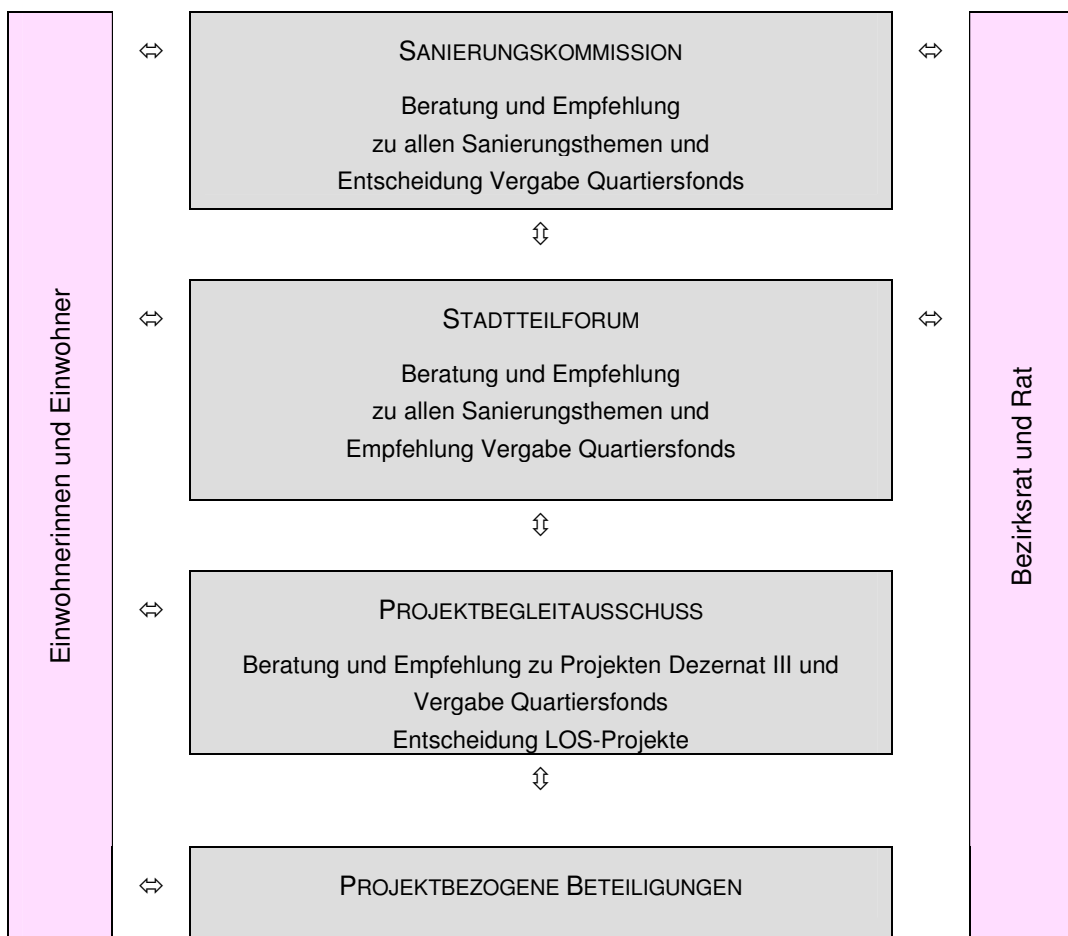 Einwohnerinnen und Einwohner
⬄ SANIERUNGSKOMMISSION ⬄
Beratung und Empfehlung
zu allen Sanierungsthemen und
Entscheidung Vergabe Quartiersfonds
⇳
⬄ STADTTEILFORUM ⬄
Beratung und Empfehlung
zu allen Sanierungsthemen und
Empfehlung Vergabe Quartiersfonds
⇳
⬄ PROJEKTBEGLEITAUSSCHUSS
Beratung und Empfehlung zu Projekten Dezernat III und
Vergabe Quartiersfonds
Entscheidung LOS-Projekte
⇳
⬄ PROJEKTBEZOGENE BETEILIGUNGEN
Bezirksrat und Rat